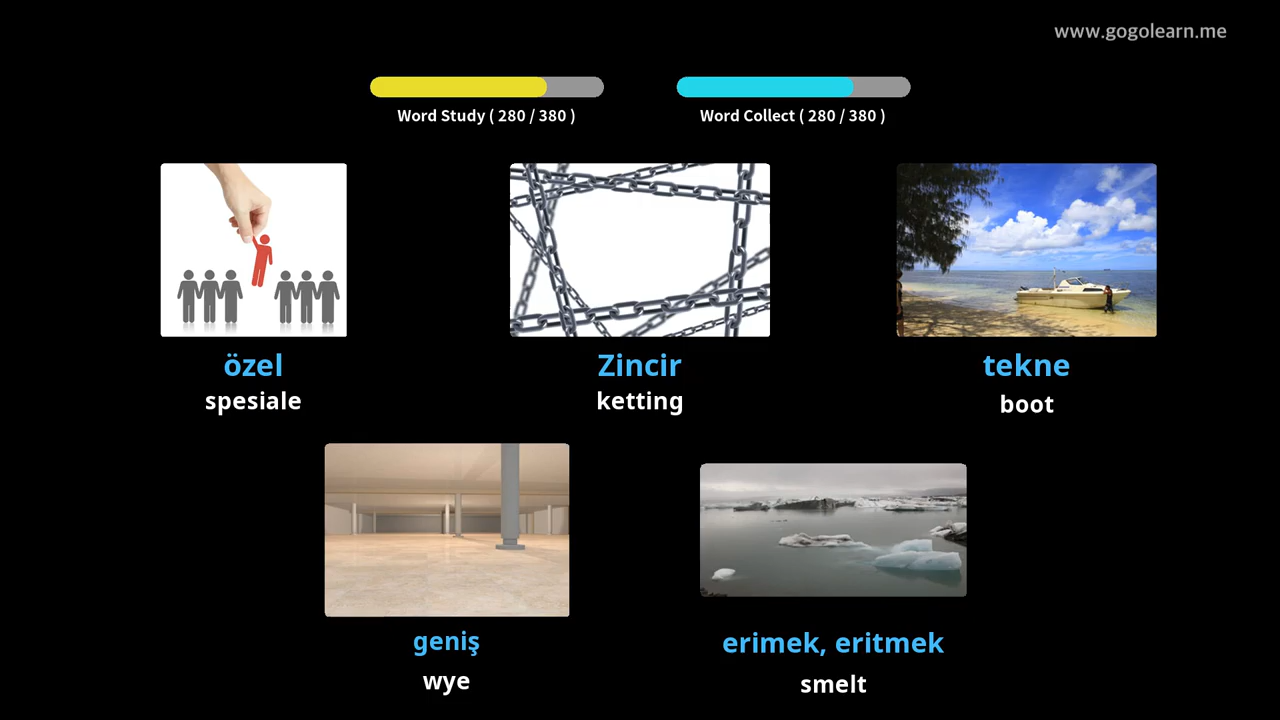 www.gogolearn.me
Word Study ( 280 / 380 )
Word Collect ( 280 / 380 )
özel
spesiale
Zincir
ketting
tekne
boot
geniş
wye
erimek, eritmek
smelt